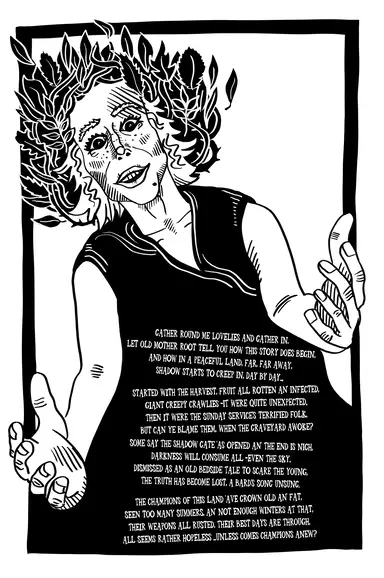 GATHER ROUND ME LOVELIES AND GATHER IN,
LET OLD MOTHER ROOT TELL YOU HOW THIS STORY DOES BEGIN,
AND HOW IN A PEACEFUL LAND, FAR, FAR AWAY,
SHADOW STARTS TO CREEP IN, DAY BY DAY...
STARTED WITH THE HARVEST, FRUIT ALL ROTTEN AN INFECTED,
GIANT CREEPY CRAWLIES -IT WERE QUITE UNEXPECTED,
THEN IT WERE THE SUNDAY SERVICES TERRIFIED FOLK,
BUT CAN YE BLAME THEM, WHEN THE GRAVEYARD AWOKE?
SOME SAY THE SHADOW GATE 'AS OPENED AN THE END IS NIGH,
DARKNESS WILL CONSUME ALL -EVEN THE SKY,
DISMISSED AS AN OLD BEDSIDE TALE TO SCARE THE YOUNG,
THE TRUTH HAS BECOME LOST, A BARDS SONG UNSUNG.
THE CHAMPIONS OF THIS LAND 'AVE GROWN OLD AN FAT,
SEEN TOO MANY SUMMERS, AN NOT ENOUGH WINTERS AT THAT,
THEIR WEAPONS ALL RUSTED, THEIR BEST DAYS ARE THROUGH,
ALL SEEMS RATHER HOPELESS ...UNLESS COMES CHAMPIONS ANEW?